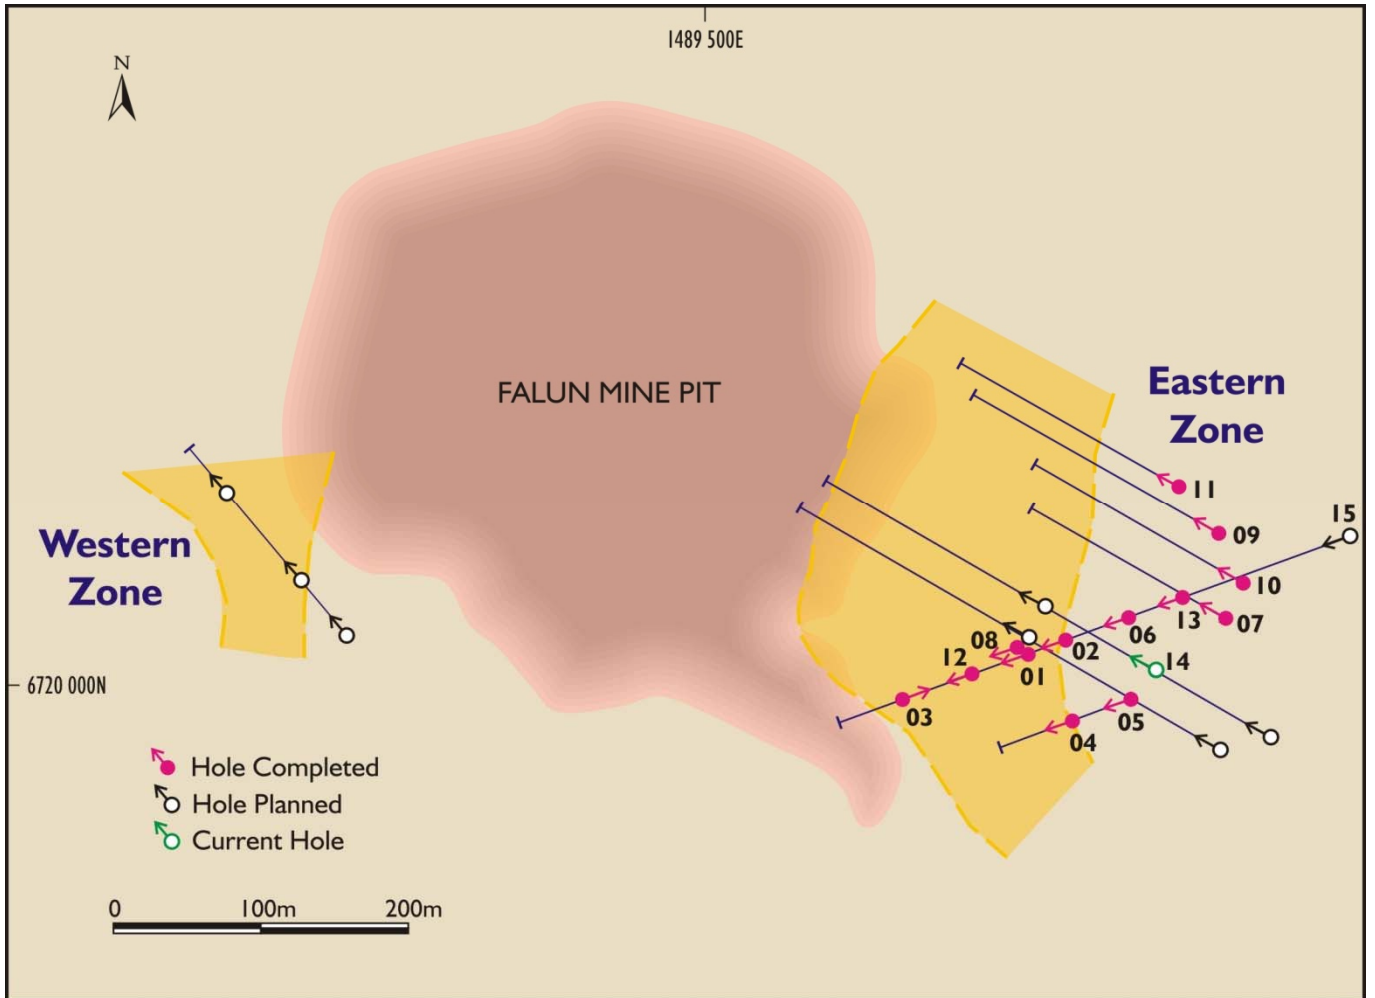 1489 500E
N
FALUN MINE PIT
Eastern
Zone
11
09
15
10
Western
Zone
13
07
06
08
02
14
12
01
6720 000N
03
05
04
Hole Completed
Hole Planned
Current Hole
0 100m 200m